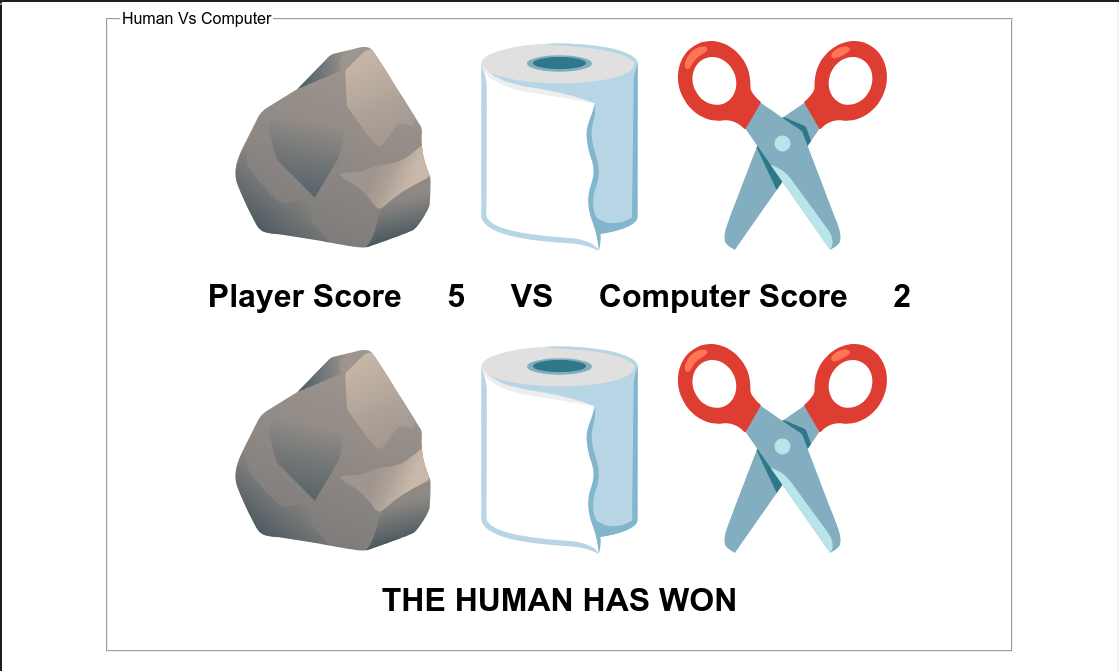 Human Vs Computer
Player Score 5 VS Computer Score 2
THE HUMAN HAS WON